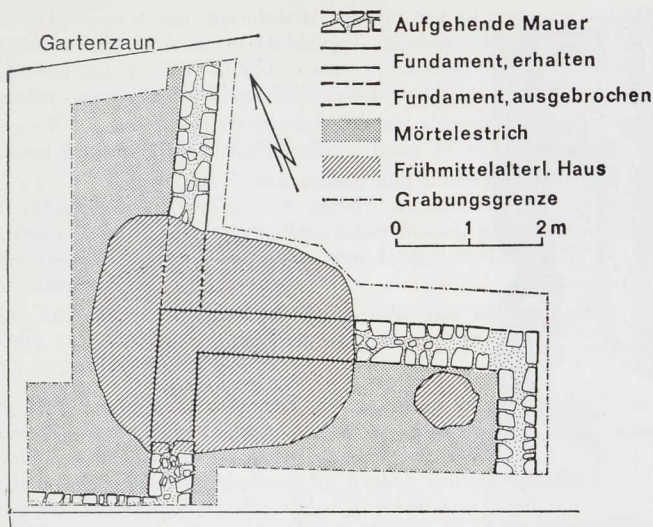 Gartenzaun
Aufgehende Mauer
Fundament, erhalten
Fundament, ausgebrochen
Mörtelestrich
Frühmittelalterl. Haus
Grabungsgrenze
0 1 2 m